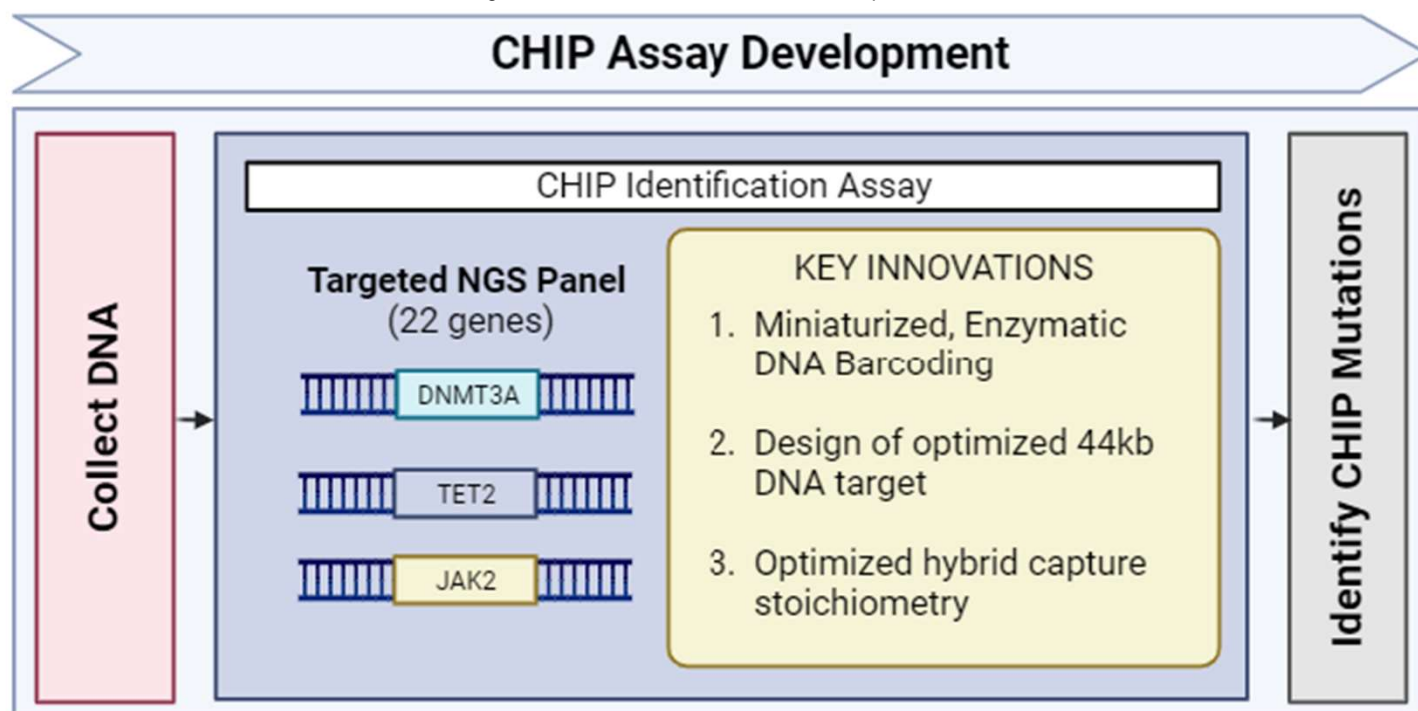 CHIP Assay Development
Collect DNA
CHIP Identification Assay
Targeted NGS Panel
(22 genes)
DNMT3A
TET2
JAK2
KEY INNOVATIONS
1. Miniaturized, Enzymatic
DNA Barcoding
2. Design of optimized 44kb
DNA target
3. Optimized hybrid capture
stoichiometry
Identify CHIP Mutations